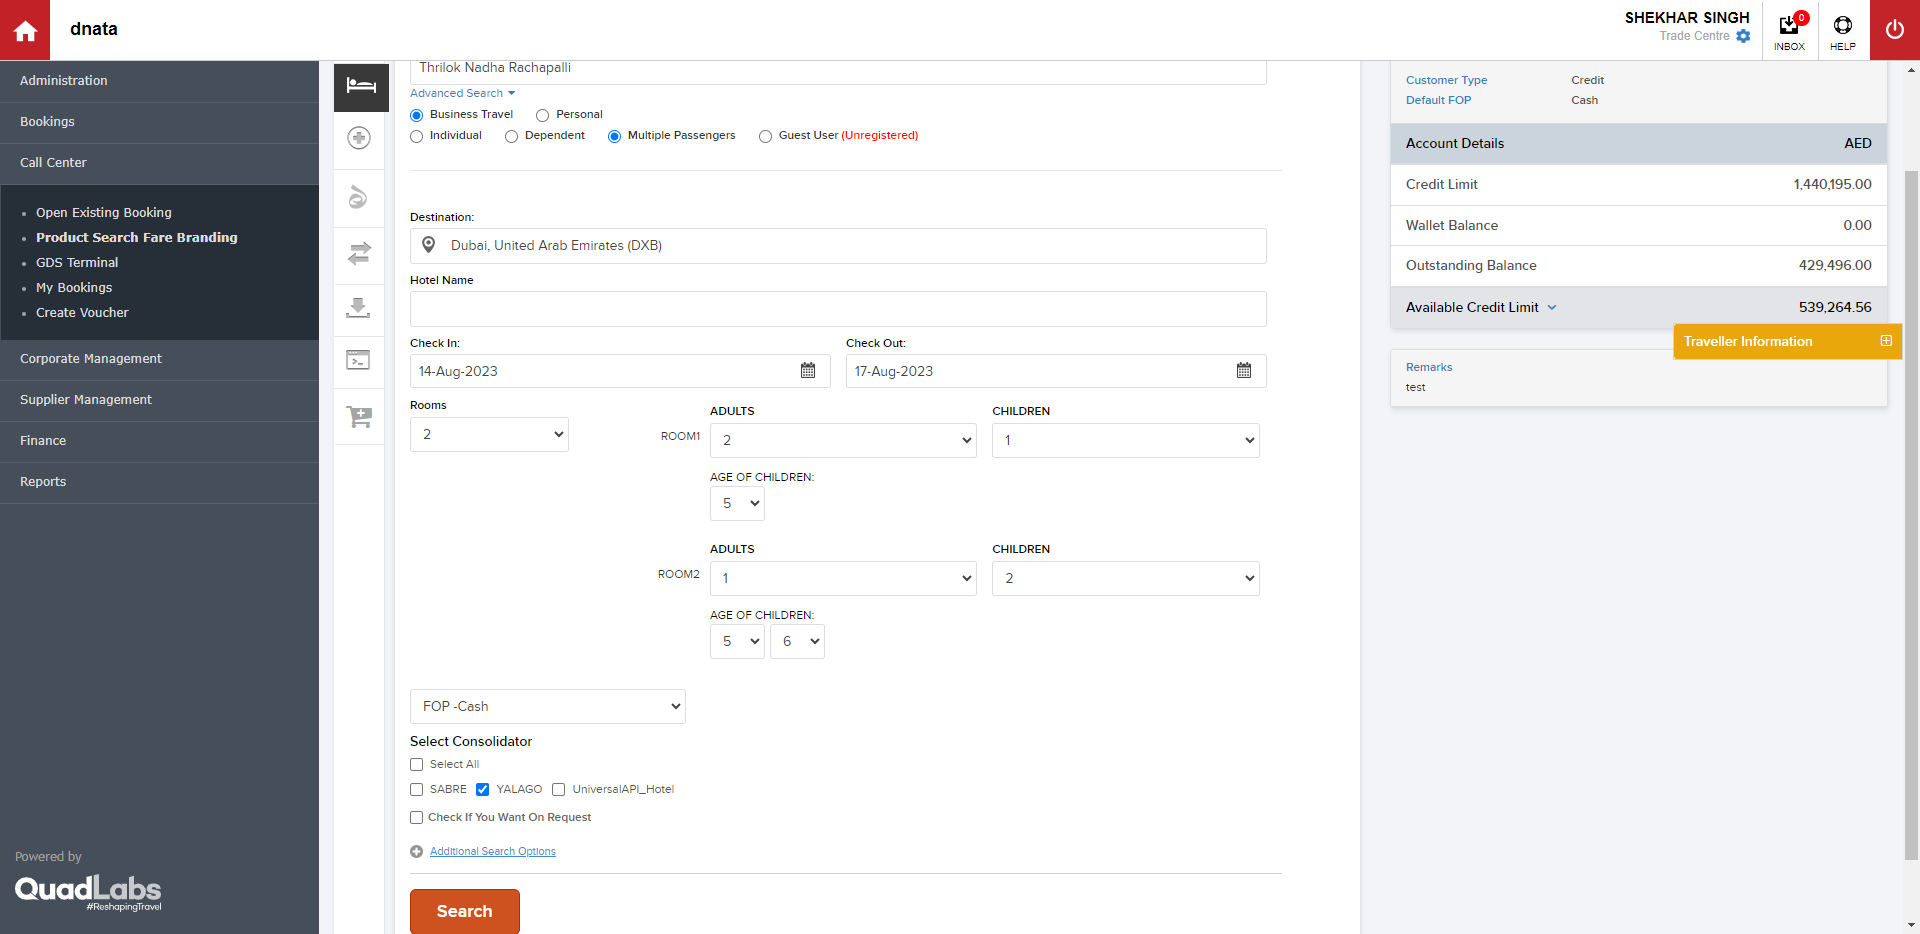 dnata
SHEKHAR SINGH
Trade Centre
0
INBOX
HELP
Administration
Bookings
Call Center
Open Existing Booking
Product Search Fare Branding
GDS Terminal
My Bookings
Create Voucher
Corporate Management
Supplier Management
Finance
Reports
Powered by
QuadLabs
#ReshapingTravel
Thrilok Nadha Rachapalli
Advanced Search
Business Travel Personal
Individual Dependent Multiple Passengers Guest User (Unregistered)
Destination:
Dubai, United Arab Emirates (DXB)
Hotel Name
Check In: Check Out:
14-Aug-2023 17-Aug-2023
Rooms ADULTS CHILDREN
2 ROOM1 2 1
AGE OF CHILDREN:
5
ADULTS CHILDREN
ROOM2 1 2
AGE OF CHILDREN:
5 6
FOP -Cash
Select Consolidator
Select All
SABRE YALAGO UniversalAPI_Hotel
Check If You Want On Request
Additional Search Options
Search
Customer Type Credit
Default FOP Cash
Account Details AED
Credit Limit 1,440,195.00
Wallet Balance 0.00
Outstanding Balance 429,496.00
Available Credit Limit 539,264.56
Traveller Information
Remarks
test